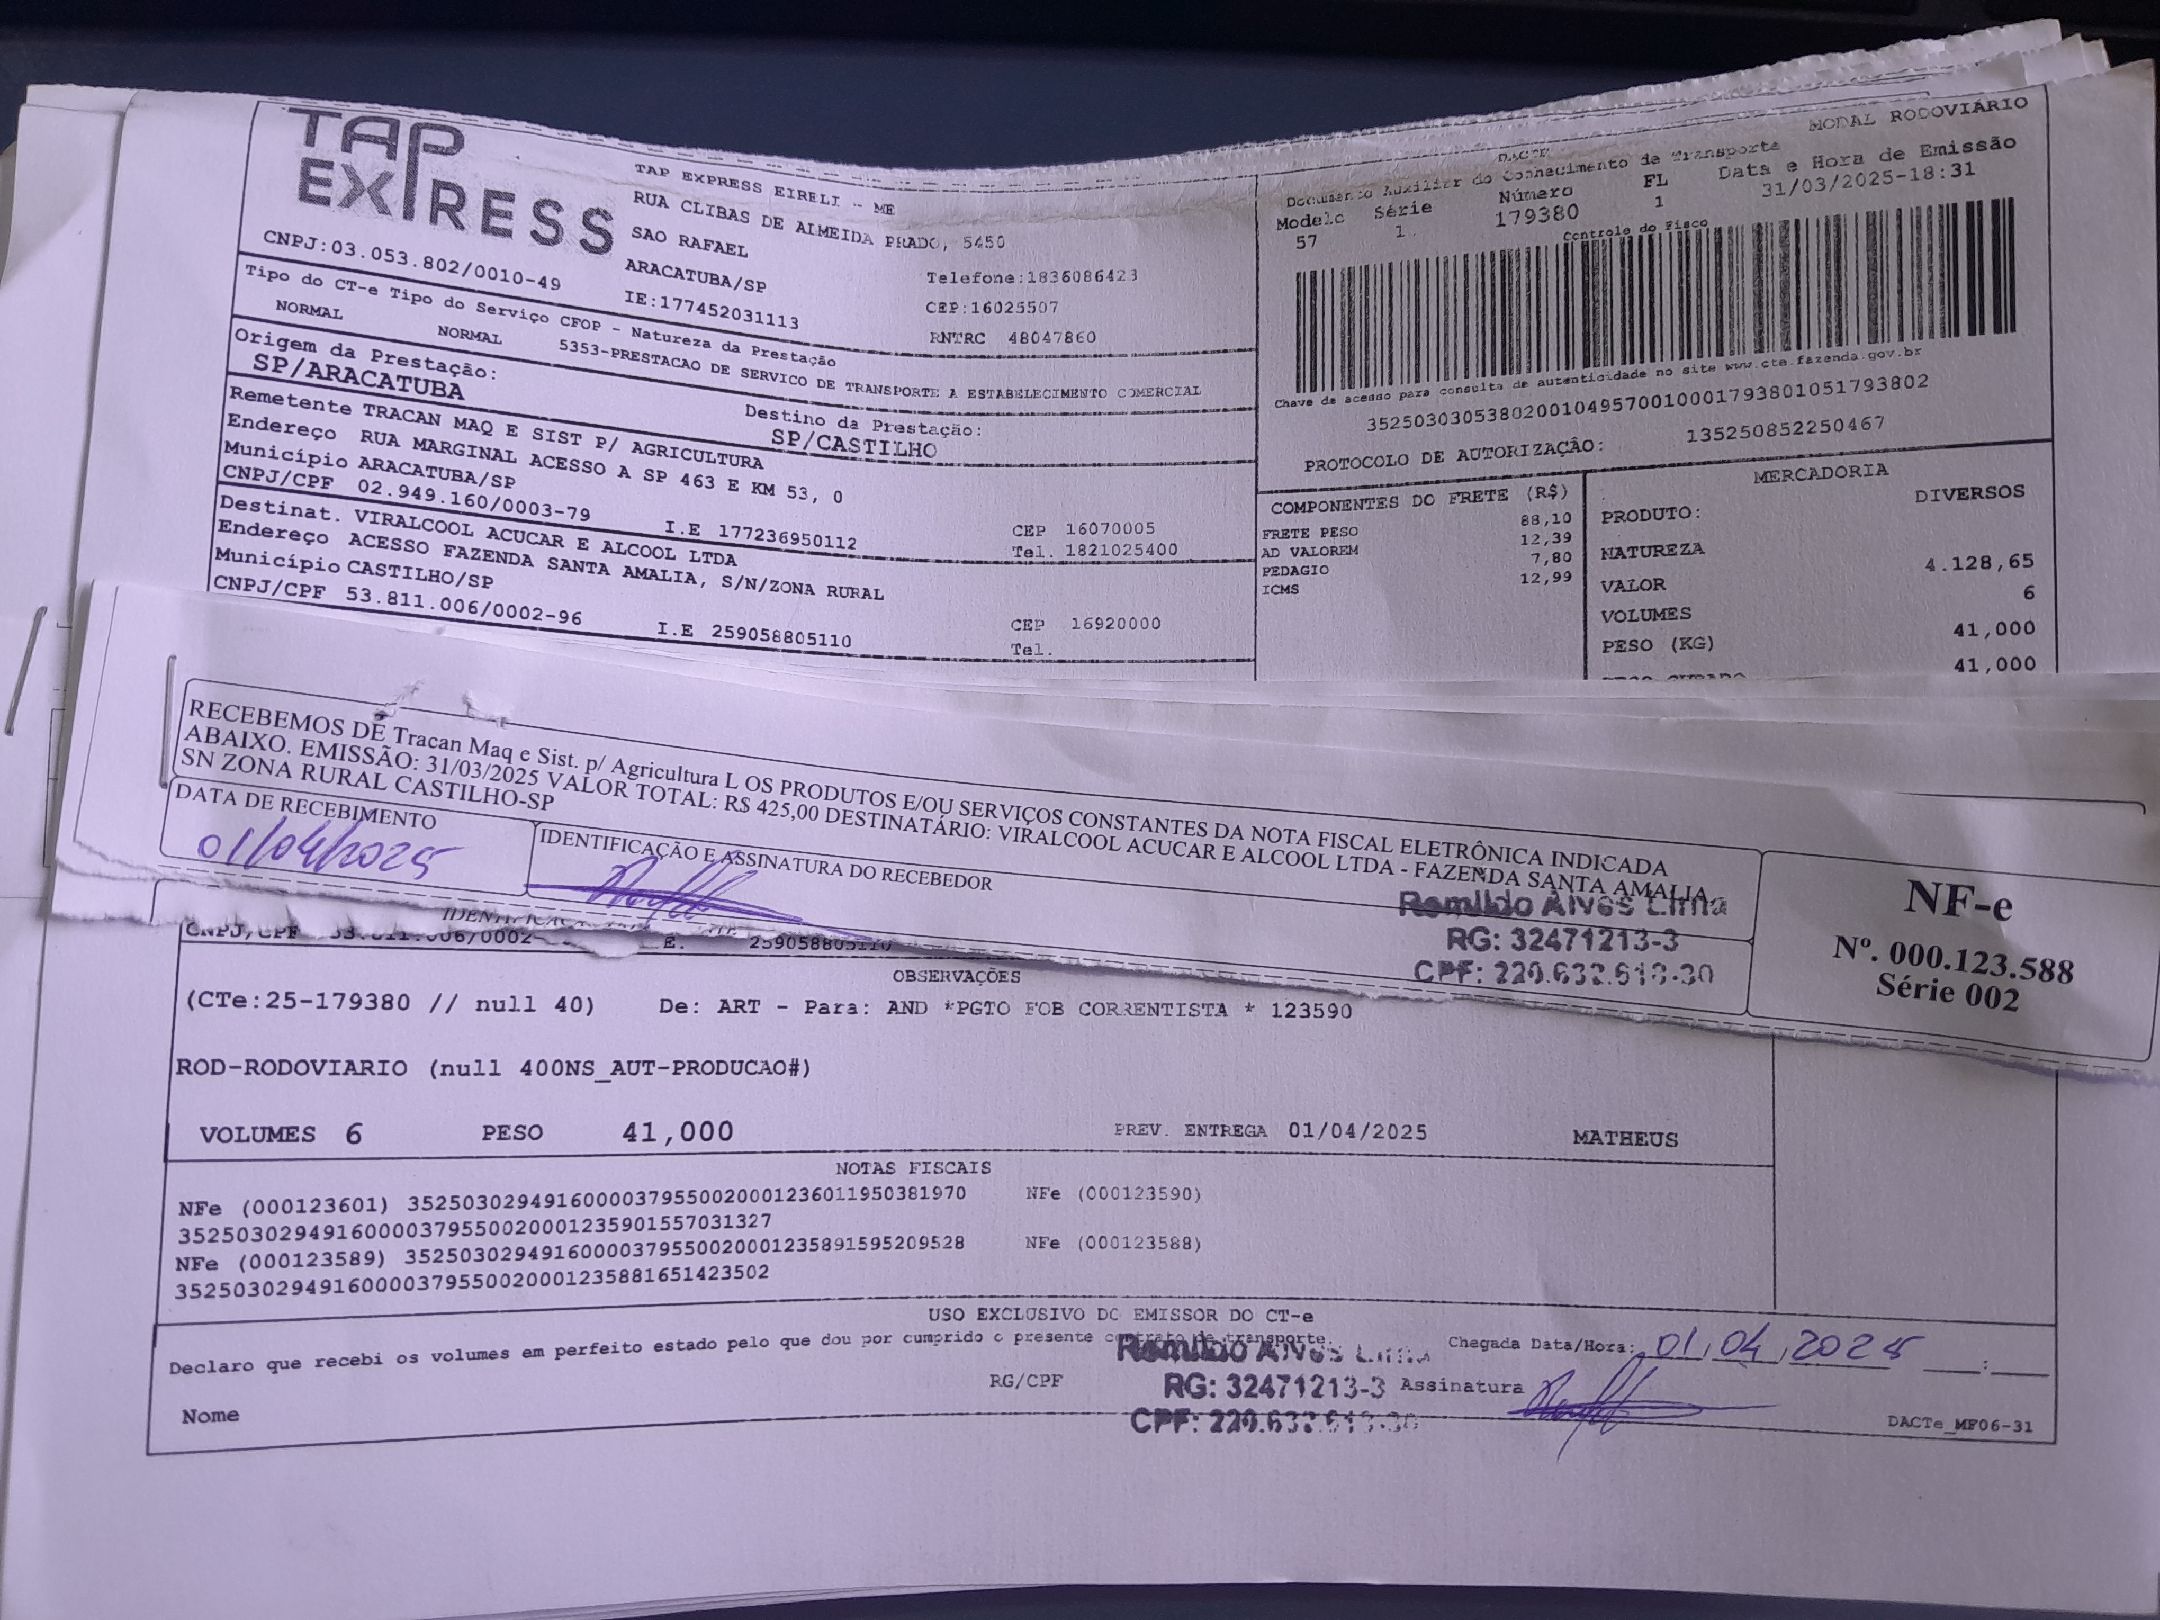 TAP
EXPRESS
CNPJ:03.053.802/0010-49
TAP EXPRESS EIRELI - ME
RUA CLIBAS DE ALMEIDA PRADO, 5450
SAO RAFAEL
ARACATUBA/SP
IE:177452031113
Telefone:1836086423
CEP:16025507
RNTRC 48047860
Tipo do CT-e Tipo do Serviço CFOP - Natureza da Prestação
NORMAL NORMAL 5353-PRESTACAO DE SERVICO DE TRANSPORTE A ESTABELECIMENTO COMERCIAL
Origem da Prestação:
SP/ARACATUBA
Destino da Prestação:
SP/CASTILHO
Remetente TRACAN MAQ E SIST P/ AGRICULTURA
Endereço RUA MARGINAL ACESSO A SP 463 E KM 53, 0
Município ARACATUBA/SP CEP 16070005
CNPJ/CPF 02.949.160/0003-79 I.E 177236950112 Tel. 1821025400
Destinat. VIRALCOOL ACUCAR E ALCOOL LTDA
Endereço ACESSO FAZENDA SANTA AMALIA, S/N/ZONA RURAL
Município CASTILHO/SP CEP 16920000
CNPJ/CPF 53.811.006/0002-96 I.E 259058805110 Tel.
MODAL RODOVIÁRIO
DACTE
Documento Auxiliar do Conhecimento de Transporte
Modelo Série Número FL Data e Hora de Emissão
57 1 179380 1 31/03/2025-18:31
Controle do Fisco
Chave de acesso para consulta de autenticidade no site www.cte.fazenda.gov.br
35250303053802001049570010001793801051793802
PROTOCOLO DE AUTORIZAÇÃO: 135250852250467
COMPONENTES DO FRETE (R$)
FRETE PESO 88,10
AD VALOREM 12,39
PEDAGIO 7,80
ICMS 12,99
MERCADORIA
PRODUTO: DIVERSOS
NATUREZA
VALOR 4.128,65
VOLUMES 6
PESO (KG) 41,000
41,000
RECEBEMOS DE Tracan Maq e Sist. p/ Agricultura L OS PRODUTOS E/OU SERVIÇOS CONSTANTES DA NOTA FISCAL ELETRÔNICA INDICADA
ABAIXO. EMISSÃO: 31/03/2025 VALOR TOTAL: R$ 425,00 DESTINATÁRIO: VIRALCOOL ACUCAR E ALCOOL LTDA - FAZENDA SANTA AMALIA,
SN ZONA RURAL CASTILHO-SP
DATA DE RECEBIMENTO
01/04/2025
IDENTIFICAÇÃO E ASSINATURA DO RECEBEDOR
Romildo Alves Lima
RG: 32471213-3
NF-e
Nº. 000.123.588
Série 002
OBSERVAÇÕES
(CTe:25-179380 // null 40) De: ART - Para: AND *PGTO FOB CORRENTISTA * 123590
ROD-RODOVIARIO (null 400NS_AUT-PRODUCAO#)
VOLUMES 6 PESO 41,000 PREV. ENTREGA 01/04/2025 MATHEUS
NOTAS FISCAIS
NFe (000123601) 35250302949160000379550020001236011950381970 NFe (000123590)
35250302949160000379550020001235901557031327
NFe (000123589) 35250302949160000379550020001235891595209528 NFe (000123588)
35250302949160000379550020001235881651423502
USO EXCLUSIVO DO EMISSOR DO CT-e
Declaro que recebi os volumes em perfeito estado pelo que dou por cumprido o presente contrato de transporte.
Chegada Data/Hora: 01/04/2025
Romildo Alves Lima
RG/CPF
RG: 32471213-3
Assinatura
Nome
DACTe_MF06-31